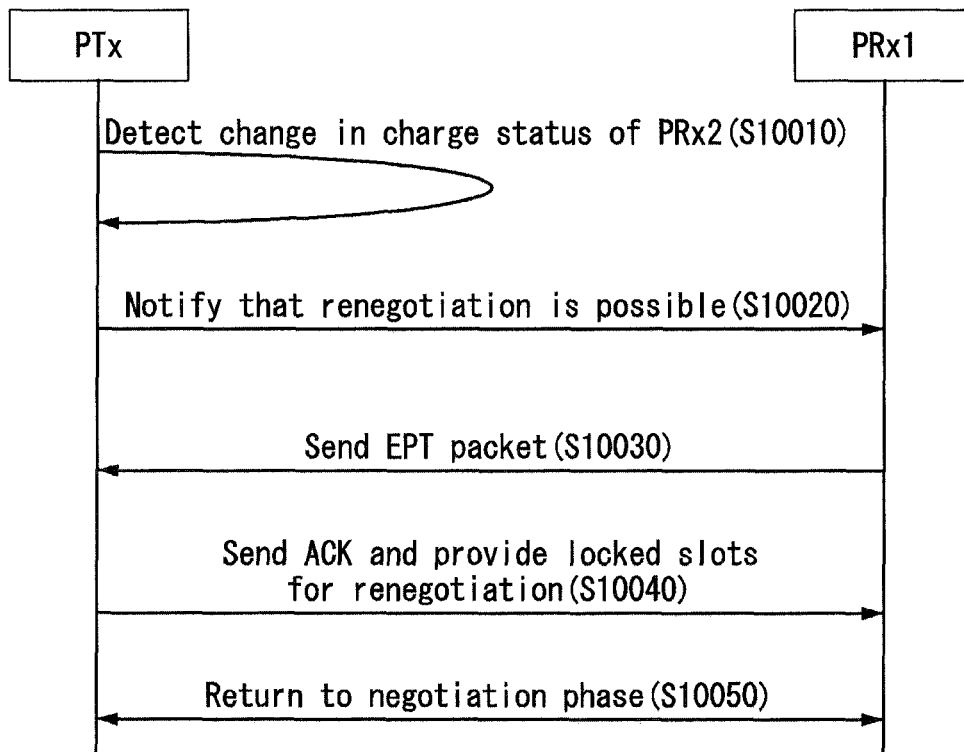 PTx
PRx1
Detect change in charge status of PRx2(S10010)
Notify that renegotiation is possible(S10020)
Send EPT packet(S10030)
Send ACK and provide locked slots
for renegotiation(S10040)
Return to negotiation phase(S10050)